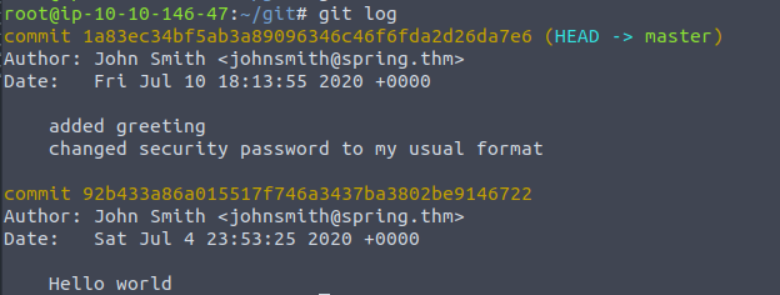 root@ip-10-10-146-47:~/git# git log
commit 1a83ec34bf5ab3a89096346c46f6fda2d26da7e6 (HEAD -> master)
Author: John Smith <johnsmith@spring.thm>
Date:   Fri Jul 10 18:13:55 2020 +0000
    added greeting
    changed security password to my usual format
commit 92b433a86a015517f746a3437ba3802be9146722
Author: John Smith <johnsmith@spring.thm>
Date:   Sat Jul 4 23:53:25 2020 +0000
    Hello world